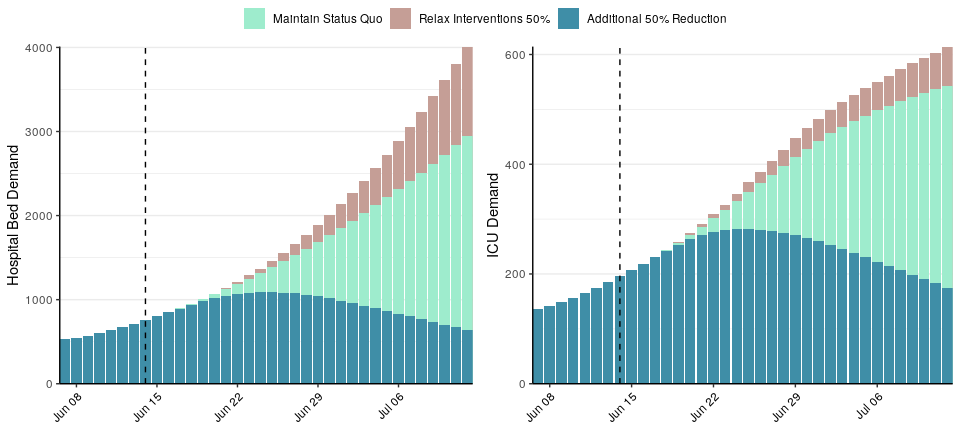 Maintain Status Quo Relax Interventions 50% Additional 50% Reduction
Hospital Bed Demand
4000
3000
2000
1000
0
Jun 08 Jun 15 Jun 22 Jun 29 Jul 06
ICU Demand
600
400
200
0
Jun 08 Jun 15 Jun 22 Jun 29 Jul 06